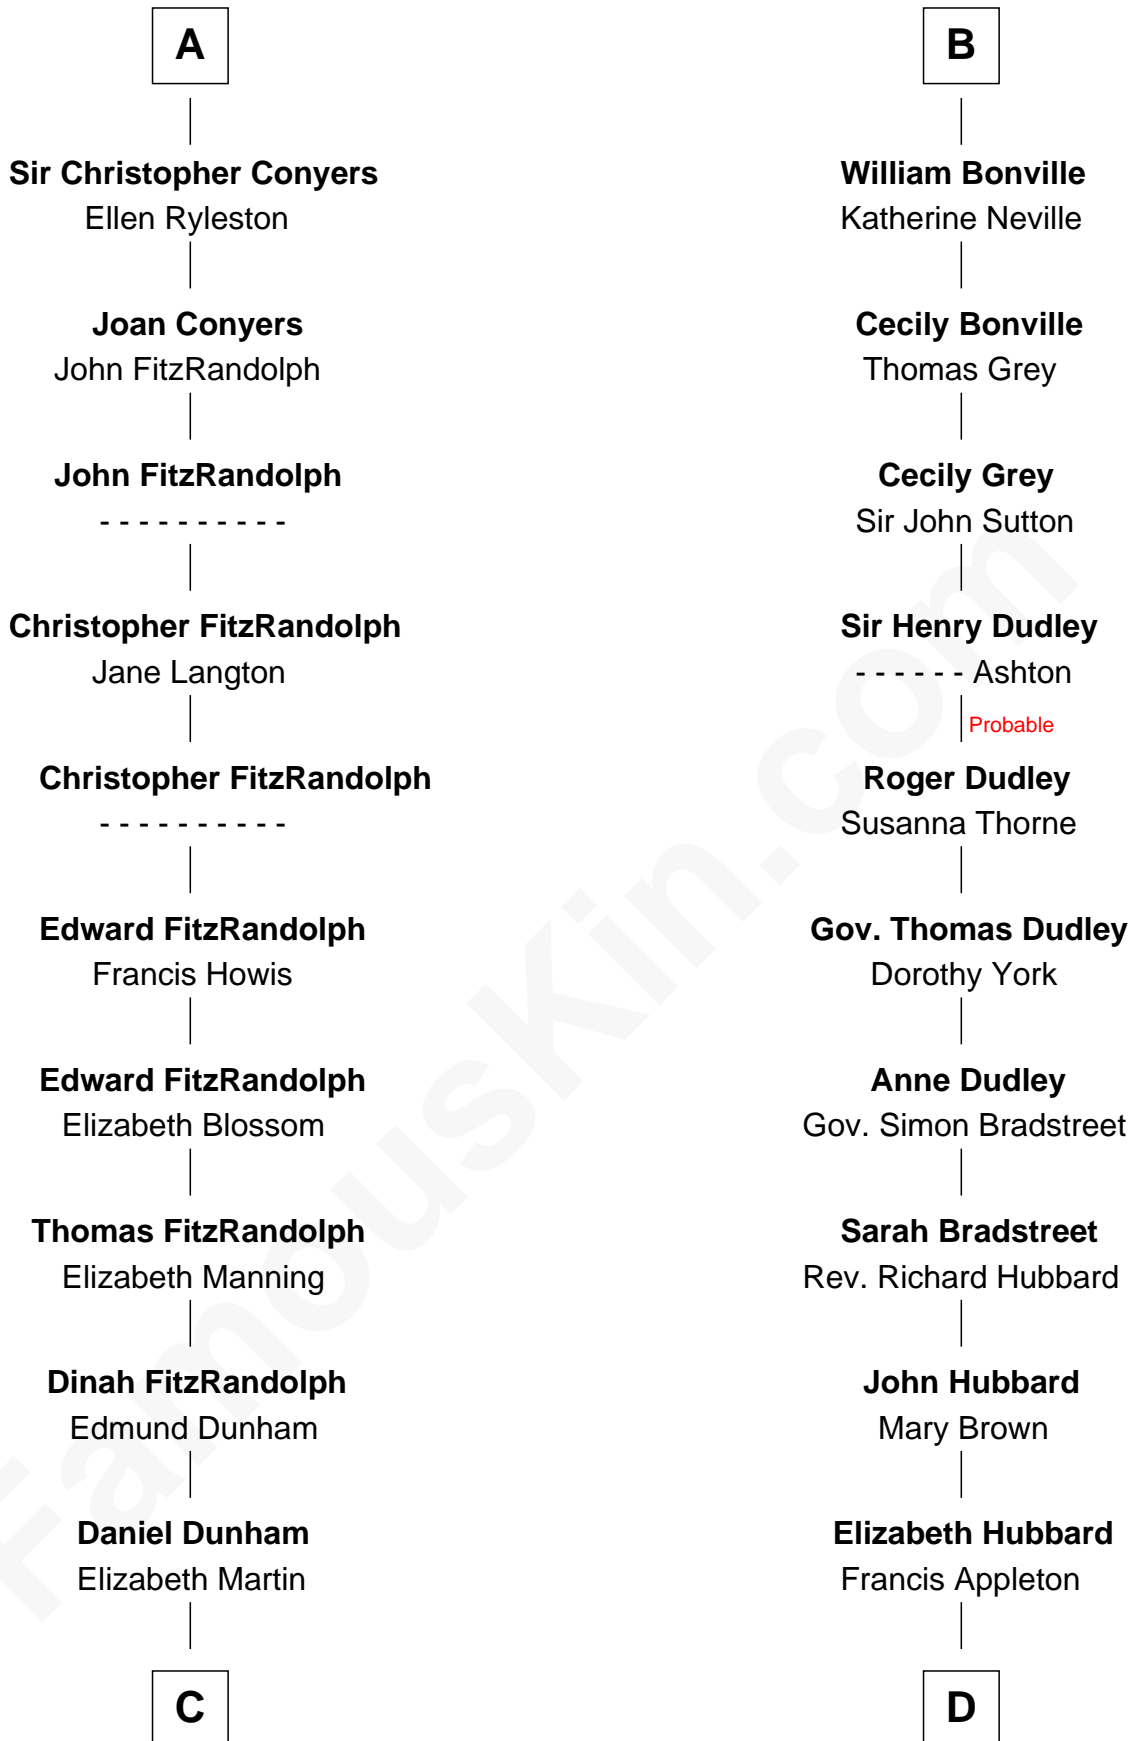 A
Sir Christopher Conyers
Ellen Ryleston
Joan Conyers
John FitzRandolph
John FitzRandolph
- - - - - - - - - -
Christopher FitzRandolph
Jane Langton
Christopher FitzRandolph
- - - - - - - - - -
Edward FitzRandolph
Francis Howis
Edward FitzRandolph
Elizabeth Blossom
Thomas FitzRandolph
Elizabeth Manning
Dinah FitzRandolph
Edmund Dunham
Daniel Dunham
Elizabeth Martin
C
B
William Bonville
Katherine Neville
Cecily Bonville
Thomas Grey
Cecily Grey
Sir John Sutton
Sir Henry Dudley
- - - - - - Ashton
Probable
Roger Dudley
Susanna Thorne
Gov. Thomas Dudley
Dorothy York
Anne Dudley
Gov. Simon Bradstreet
Sarah Bradstreet
Rev. Richard Hubbard
John Hubbard
Mary Brown
Elizabeth Hubbard
Francis Appleton
D
FamousKin.com